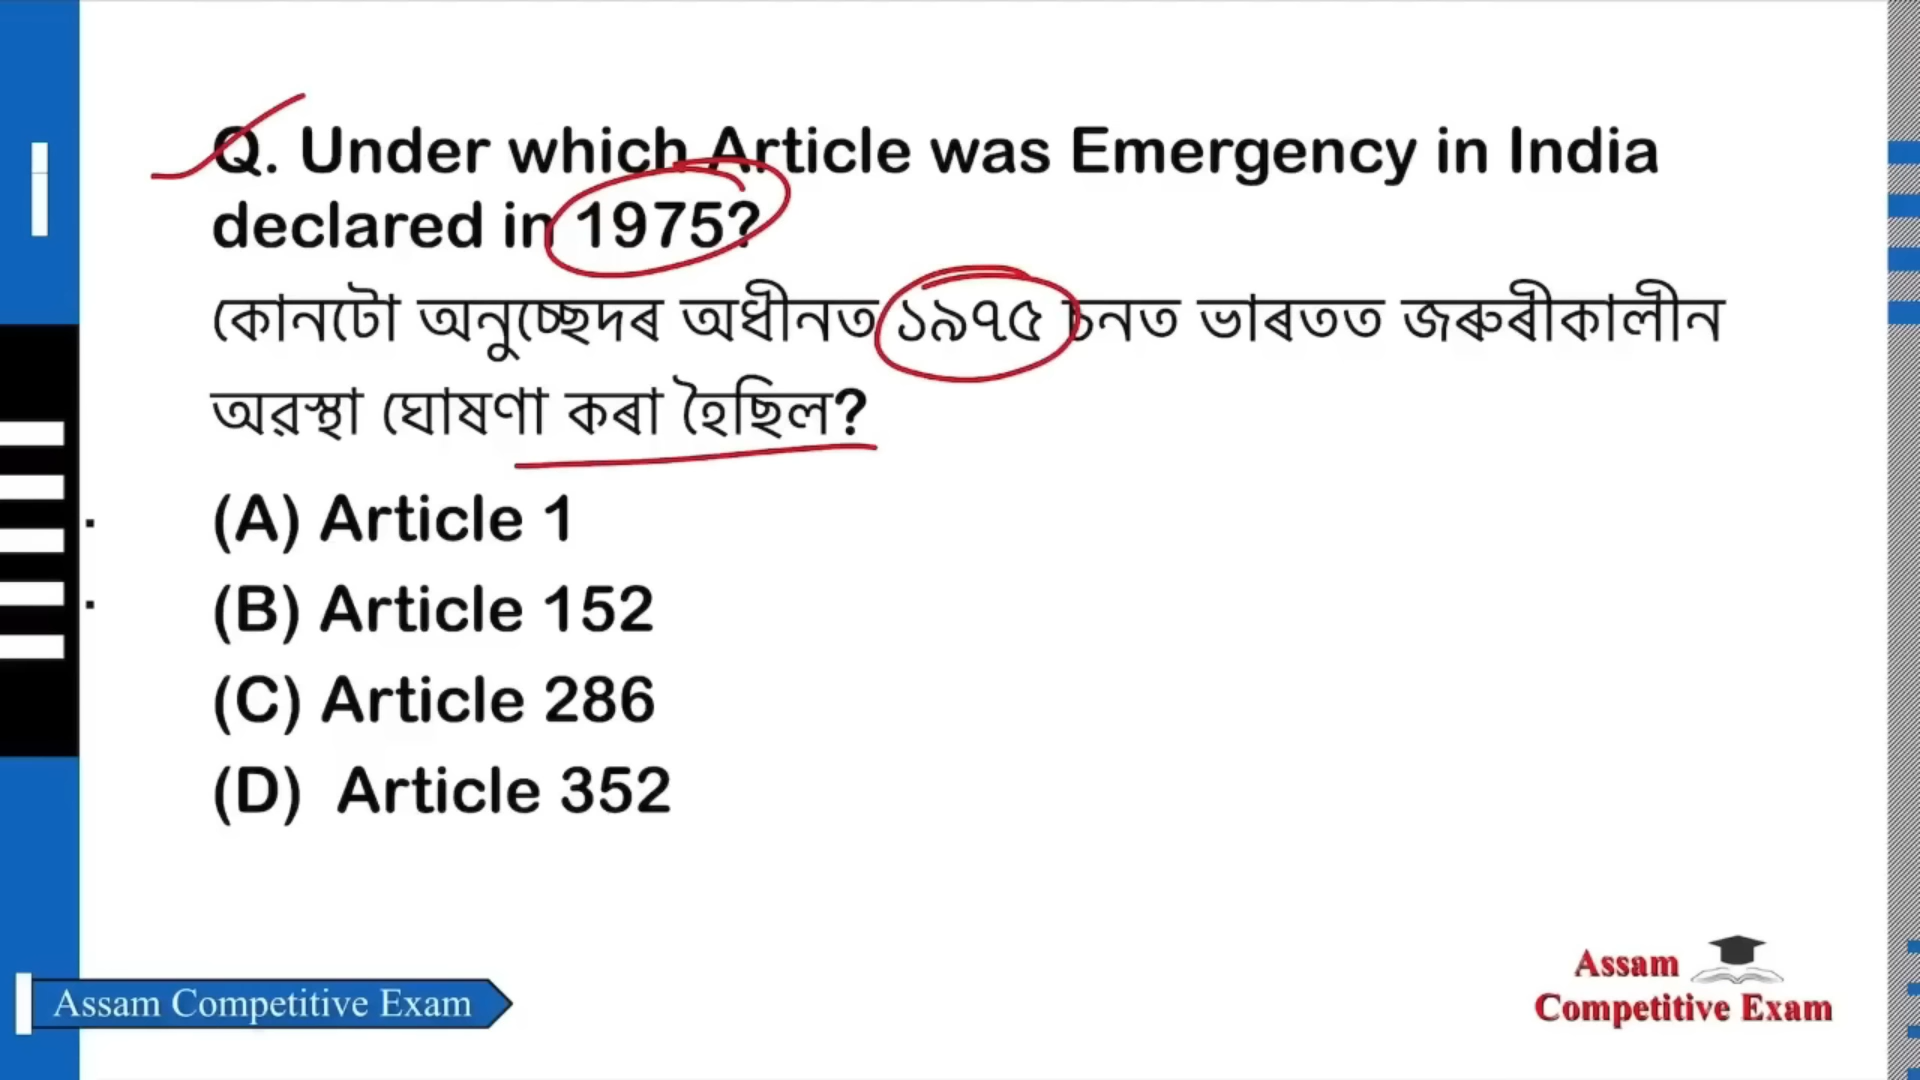 Q. Under which Article was Emergency in India
declared in 1975?
কোনটো অনুচ্ছেদৰ অধীনত ১৯৭৫ চনত ভাৰতত জৰুৰীকালীন
অৱস্থা ঘোষণা কৰা হৈছিল?
(A) Article 1
(B) Article 152
(C) Article 286
(D) Article 352
Assam Competitive Exam
Assam
Competitive Exam